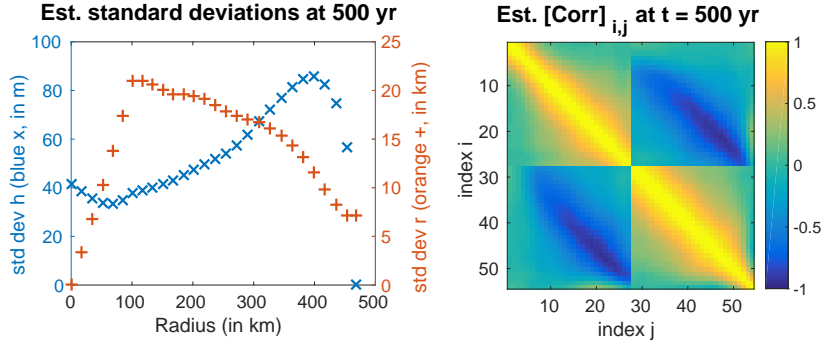 Est. standard deviations at 500 yr
std dev h (blue x, in m)
100
80
60
40
20
0
0 100 200 300 400 500
Radius (in km)
25
20
15
10
5
0
std dev r (orange +, in km)
Est. [Corr] i,j at t = 500 yr
index i
10
20
30
40
50
10 20 30 40 50
index j
1
0.5
0
-0.5
-1